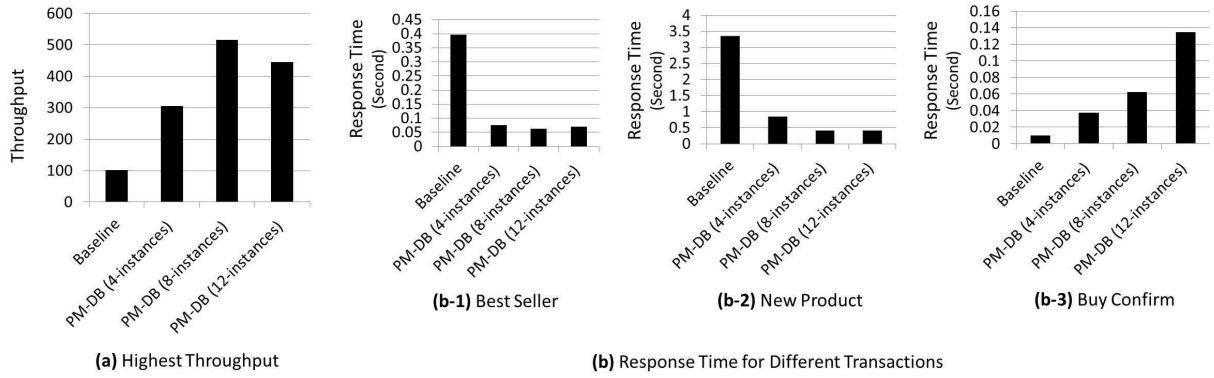 Throughput
600
500
400
300
200
100
0
Baseline
PM-DB (4-instances)
PM-DB (8-instances)
PM-DB (12-instances)
(a) Highest Throughput
Response Time
(Second)
0.45
0.4
0.35
0.3
0.25
0.2
0.15
0.1
0.05
0
Baseline
PM-DB (4-instances)
PM-DB (8-instances)
PM-DB (12-instances)
(b-1) Best Seller
Response Time
(Second)
4
3.5
3
2.5
2
1.5
1
0.5
0
Baseline
PM-DB (4-instances)
PM-DB (8-instances)
PM-DB (12-instances)
(b-2) New Product
Response Time
(Second)
0.16
0.14
0.12
0.1
0.08
0.06
0.04
0.02
0
Baseline
PM-DB (4-instances)
PM-DB (8-instances)
PM-DB (12-instances)
(b-3) Buy Confirm
(b) Response Time for Different Transactions